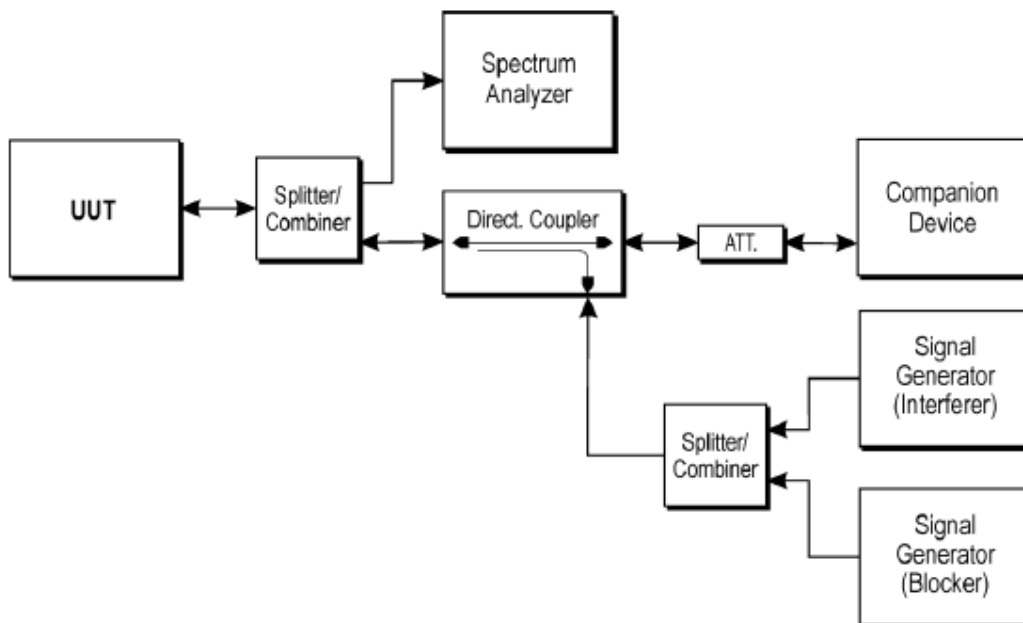 Spectrum
Analyzer
UUT
Splitter/
Combiner
Direct. Coupler
ATT.
Companion
Device
Signal
Generator
(Interferer)
Splitter/
Combiner
Signal
Generator
(Blocker)